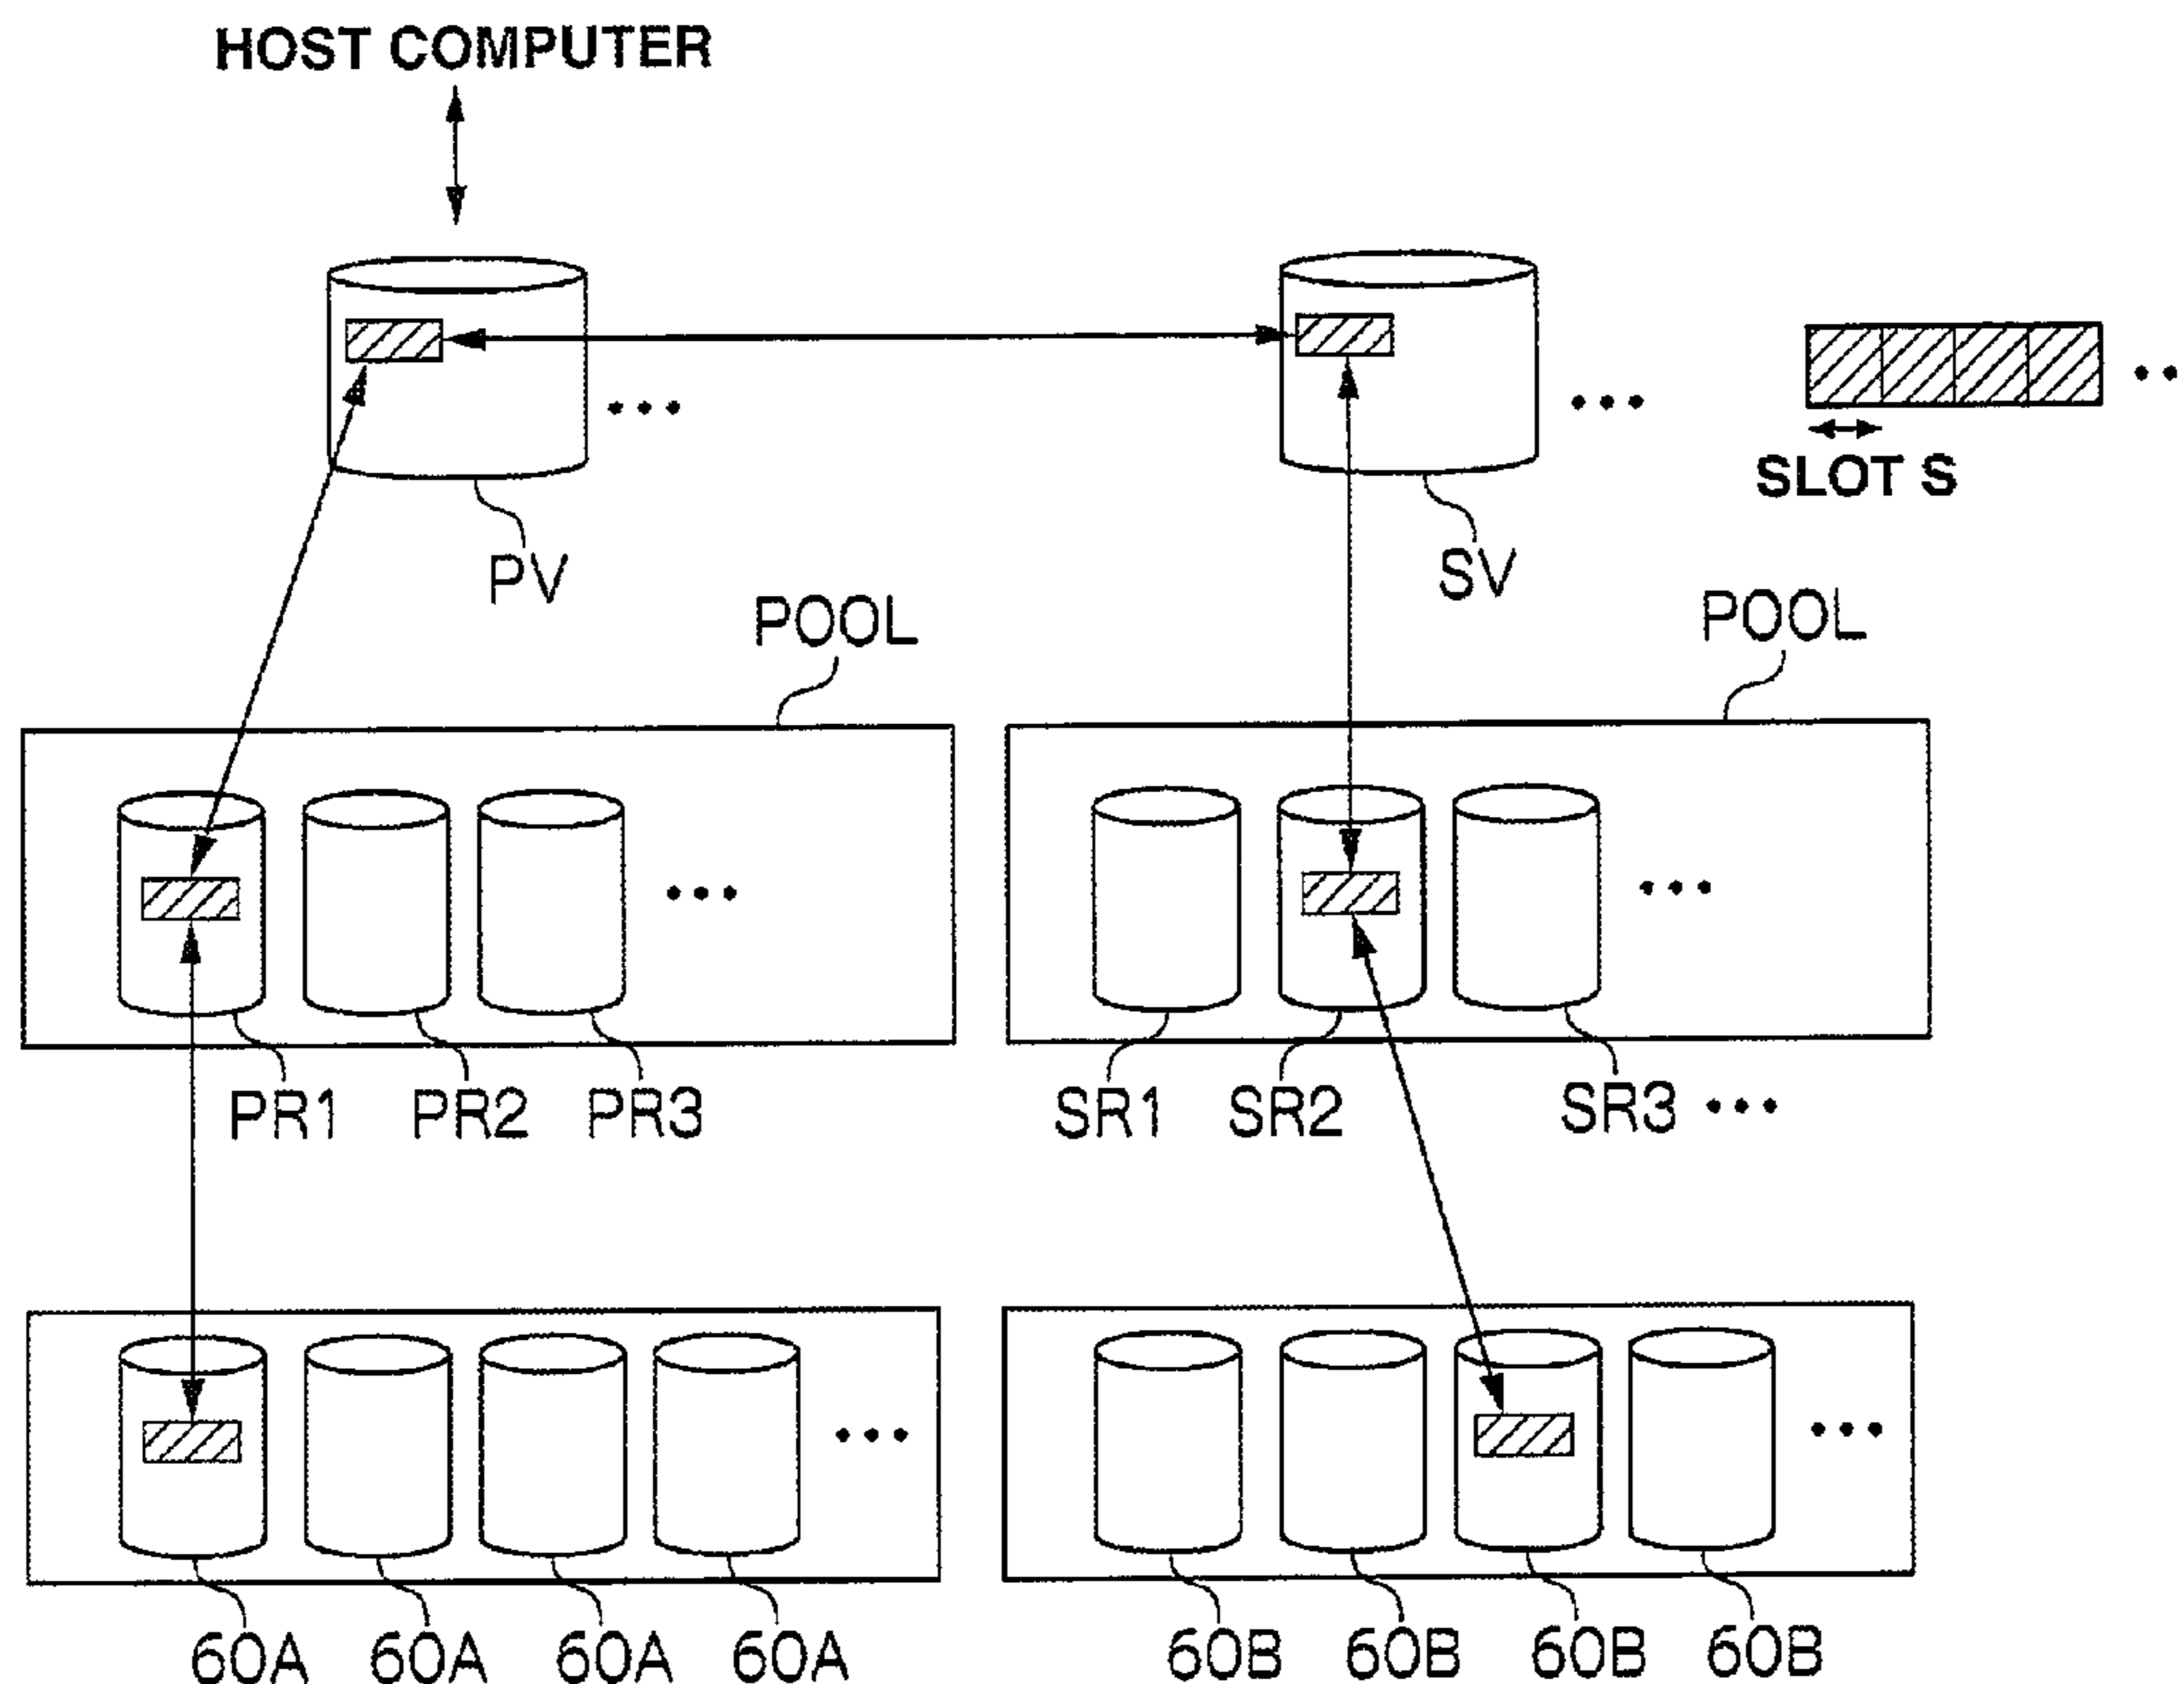 HOST COMPUTER
SLOT S
PV
SV
POOL
POOL
PR1 PR2 PR3
SR1 SR2 SR3 •••
60A 60A 60A 60A
60B 60B 60B 60B